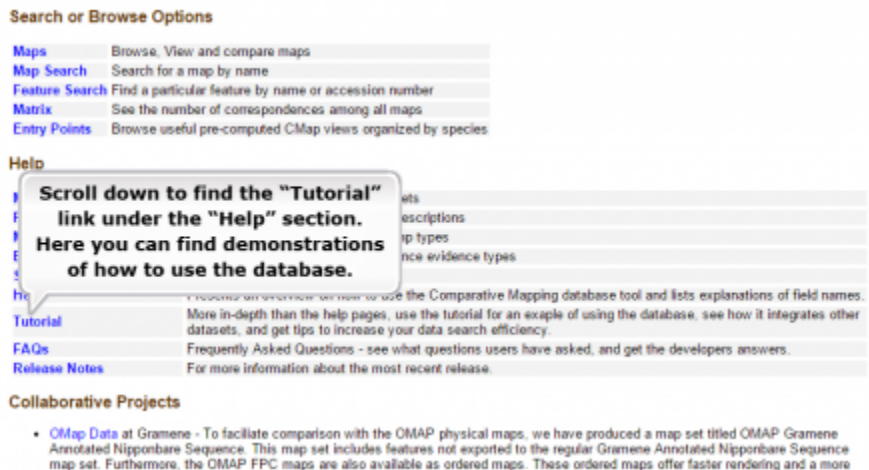 Search or Browse Options
Maps Browse, View and compare maps
Map Search Search for a map by name
Feature Search Find a particular feature by name or accession number
Matrix See the number of correspondences among all maps
Entry Points Browse useful pre-computed CMap views organized by species
Help
Scroll down to find the “Tutorial”
link under the “Help” section.
Here you can find demonstrations
of how to use the database.
ets
escriptions
p types
nce evidence types
the Comparative Mapping database tool and lists explanations of field names.
Tutorial More in-depth than the help pages, use the tutorial for an exaple of using the database, see how it integrates other
datasets, and get tips to increase your data search efficiency.
FAQs Frequently Asked Questions - see what questions users have asked, and get the developers answers.
Release Notes For more information about the most recent release.
Collaborative Projects
• OMap Data at Gramene - To faciliate comparison with the OMAP physical maps, we have produced a map set titled OMAP Gramene
Annotated Nipponbare Sequence. This map set includes features not exported to the regular Gramene Annotated Nipponbare Sequence
map set. Furthermore, the OMAP FPC maps are also available as ordered maps. These ordered maps offer faster rendering and a more